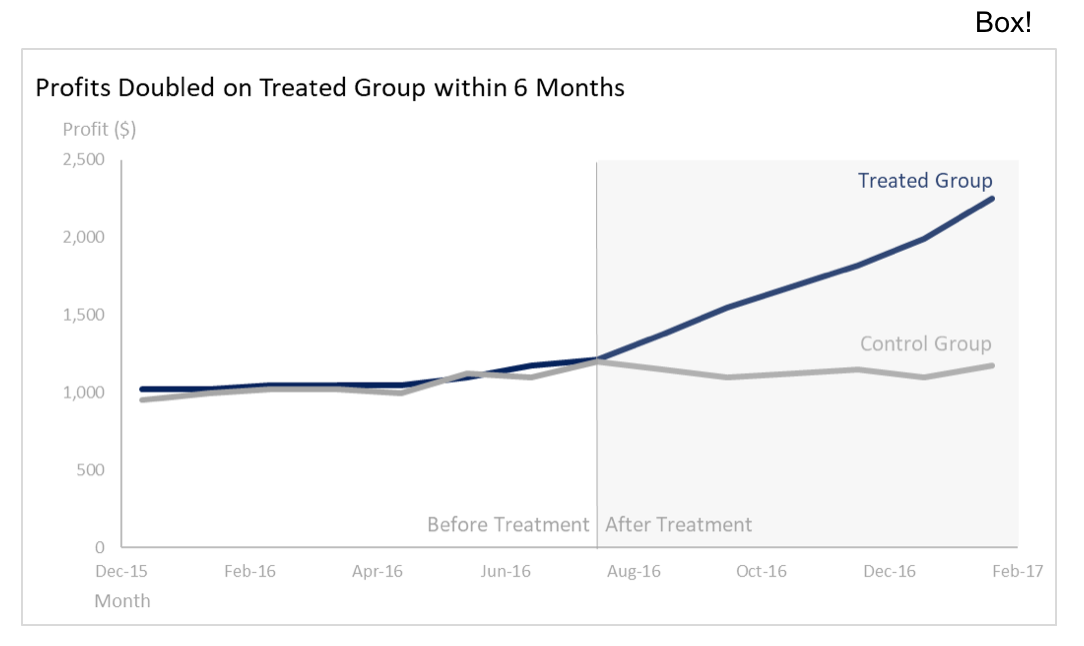 Box!
Profits Doubled on Treated Group within 6 Months
Profit ($)
2,500
Treated Group
2,000
1,500
Control Group
1,000
500
Before Treatment After Treatment
0
Dec-15 Feb-16 Apr-16 Jun-16 Aug-16 Oct-16 Dec-16 Feb-17
Month